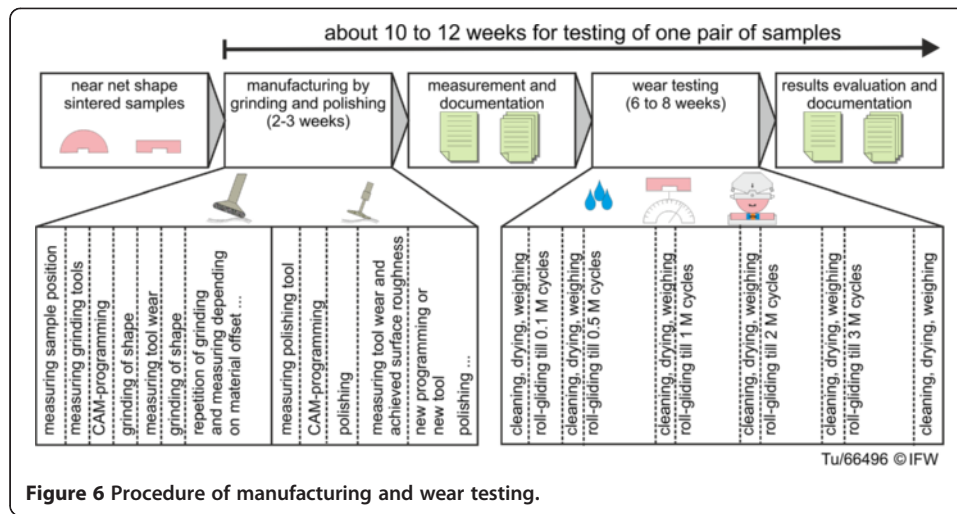 about 10 to 12 weeks for testing of one pair of samples
near net shape
sintered samples
manufacturing by
grinding and polishing
(2-3 weeks)
measurement and
documentation
wear testing
(6 to 8 weeks)
results evaluation and
documentation
measuring sample position
measuring grinding tools
CAM-programming
grinding of shape
measuring tool wear
grinding of shape
repetition of grinding
and measuring depending
on material offset ...
measuring polishing tool
CAM-programming
polishing
measuring tool wear and
achieved surface roughness
new programming or
new tool
polishing ...
cleaning, drying, weighing
roll-gliding till 0.1 M cycles
cleaning, drying, weighing
roll-gliding till 0.5 M cycles
cleaning, drying, weighing
roll-gliding till 1 M cycles
cleaning, drying, weighing
roll-gliding till 2 M cycles
cleaning, drying, weighing
roll-gliding till 3 M cycles
cleaning, drying, weighing
Tu/66496 ©IFW
Figure 6 Procedure of manufacturing and wear testing.